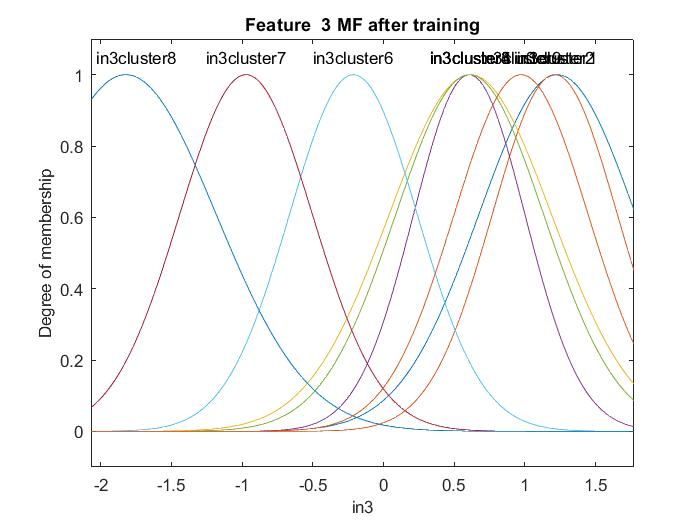 Feature 3 MF after training
in3cluster8 in3cluster7 in3cluster6
1
0.8
0.6
0.4
0.2
0
Degree of membership
-2 -1.5 -1 -0.5 0 0.5 1 1.5
in3